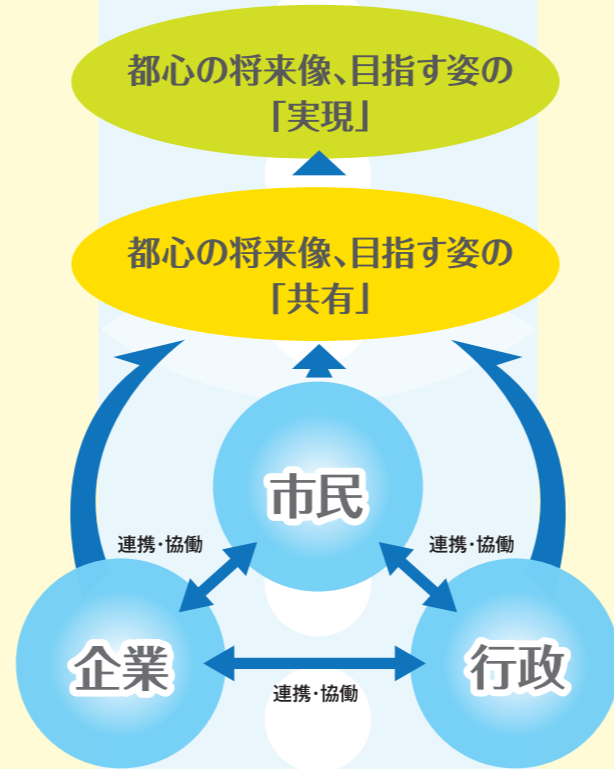 都心の将来像、目指す姿の
「実現」
都心の将来像、目指す姿の
「共有」
市民
連携・協働
連携・協働
企業
行政
連携・協働